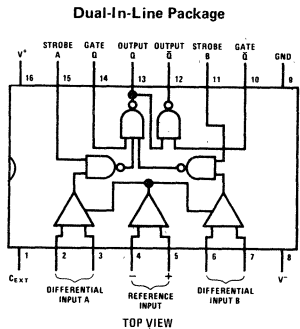 Dual-In-Line Package
STROBE GATE OUTPUT OUTPUT STROBE GATE
V+ A Q Q Q̅ B Q̅ GND
16 15 14 13 12 11 10 9
1 2 3 4 5 6 7 8
CEXT − + V−
DIFFERENTIAL REFERENCE DIFFERENTIAL
INPUT A INPUT INPUT B
TOP VIEW